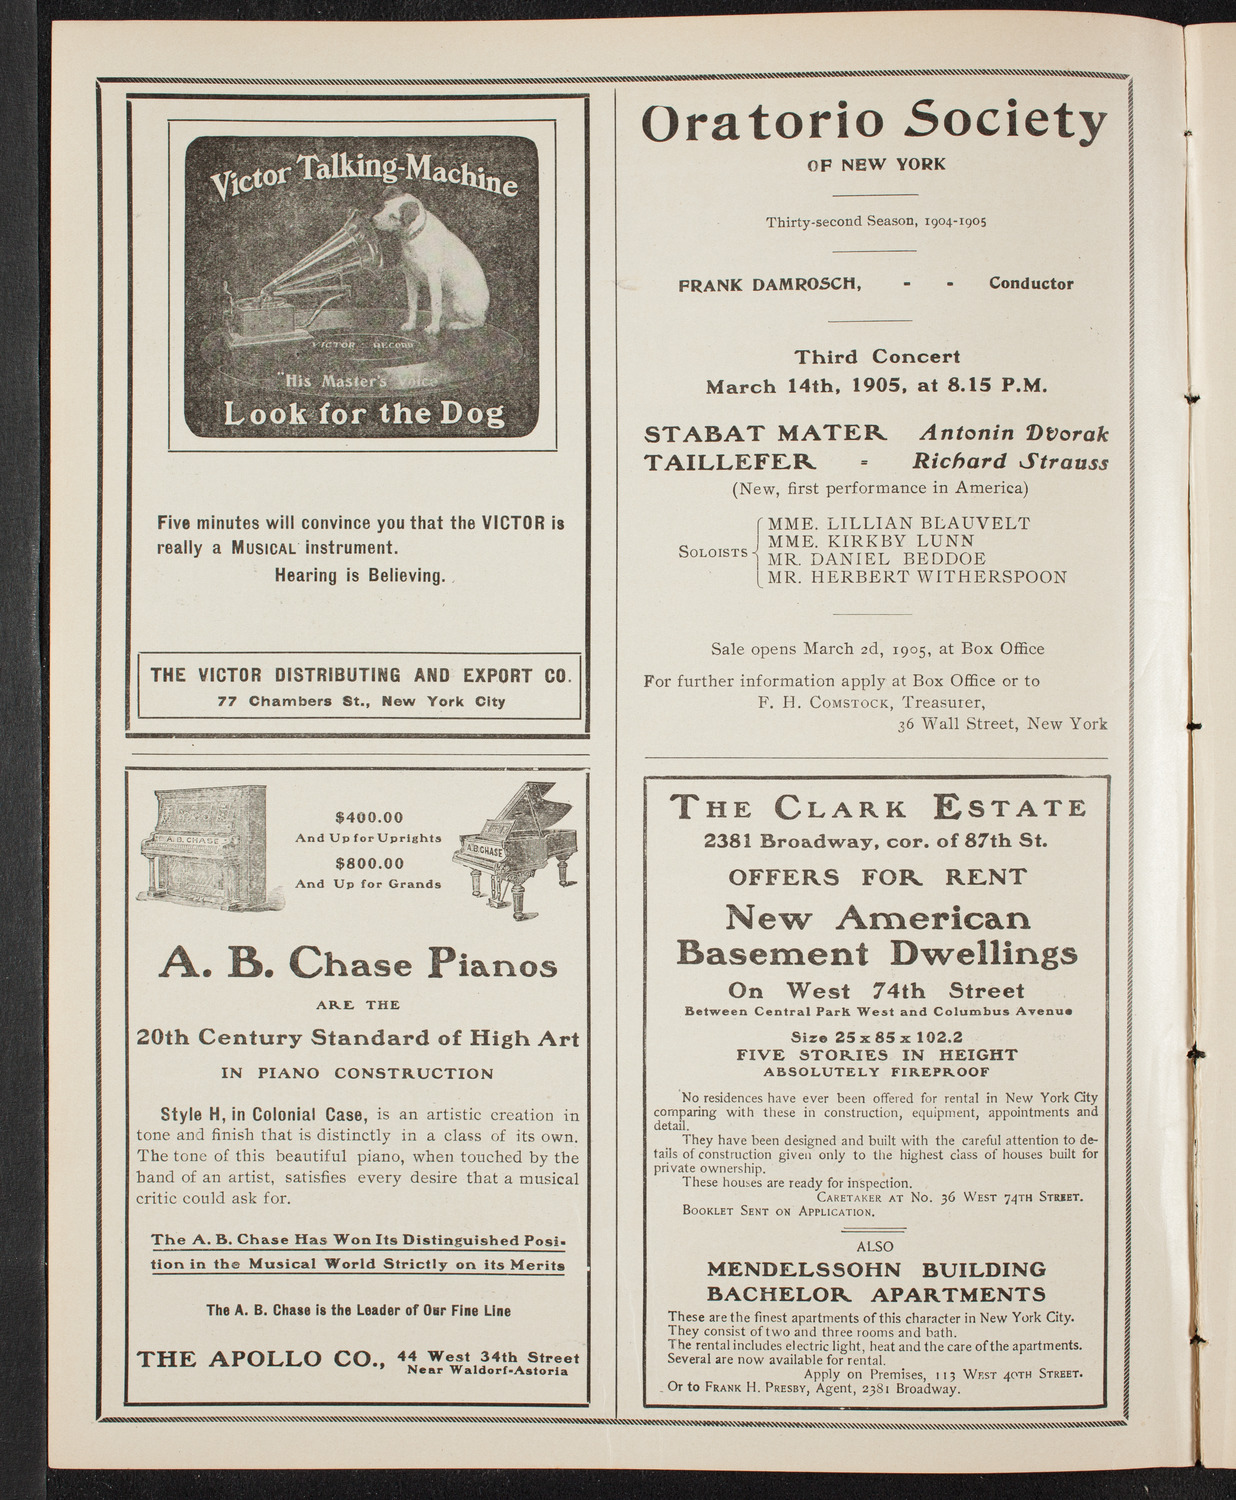 Victor Talking-Machine
VICTOR RECORD
"His Master's Voice"
Look for the Dog
Five minutes will convince you that the VICTOR is
really a MUSICAL instrument.
Hearing is Believing.
THE VICTOR DISTRIBUTING AND EXPORT CO.
77 Chambers St., New York City
A. B. CHASE
$400.00
And Up for Uprights
$800.00
And Up for Grands
A.B.CHASE
A. B. Chase Pianos
ARE THE
20th Century Standard of High Art
IN PIANO CONSTRUCTION
Style H, in Colonial Case, is an artistic creation in
tone and finish that is distinctly in a class of its own.
The tone of this beautiful piano, when touched by the
hand of an artist, satisfies every desire that a musical
critic could ask for.
The A. B. Chase Has Won Its Distinguished Posi-
tion in the Musical World Strictly on its Merits
The A. B. Chase is the Leader of Our Fine Line
THE APOLLO CO., 44 West 34th Street
Near Waldorf-Astoria
Oratorio Society
OF NEW YORK
Thirty-second Season, 1904-1905
FRANK DAMROSCH, - - Conductor
Third Concert
March 14th, 1905, at 8.15 P.M.
STABAT MATER Antonin Dvorak
TAILLEFER = Richard Strauss
(New, first performance in America)
SOLOISTS
MME. LILLIAN BLAUVELT
MME. KIRKBY LUNN
MR. DANIEL BEDDOE
MR. HERBERT WITHERSPOON
Sale opens March 2d, 1905, at Box Office
For further information apply at Box Office or to
F. H. COMSTOCK, Treasurer,
36 Wall Street, New York
THE CLARK ESTATE
2381 Broadway, cor. of 87th St.
OFFERS FOR RENT
New American
Basement Dwellings
On West 74th Street
Between Central Park West and Columbus Avenue
Size 25 x 85 x 102.2
FIVE STORIES IN HEIGHT
ABSOLUTELY FIREPROOF
No residences have ever been offered for rental in New York City
comparing with these in construction, equipment, appointments and
detail.
They have been designed and built with the careful attention to de-
tails of construction given only to the highest class of houses built for
private ownership.
These houses are ready for inspection.
CARETAKER AT NO. 36 WEST 74TH STREET.
BOOKLET SENT ON APPLICATION.
ALSO
MENDELSSOHN BUILDING
BACHELOR APARTMENTS
These are the finest apartments of this character in New York City.
They consist of two and three rooms and bath.
The rental includes electric light, heat and the care of the apartments.
Several are now available for rental.
Apply on Premises, 113 WEST 40TH STREET.
Or to FRANK H. PRESBY, Agent, 2381 Broadway.